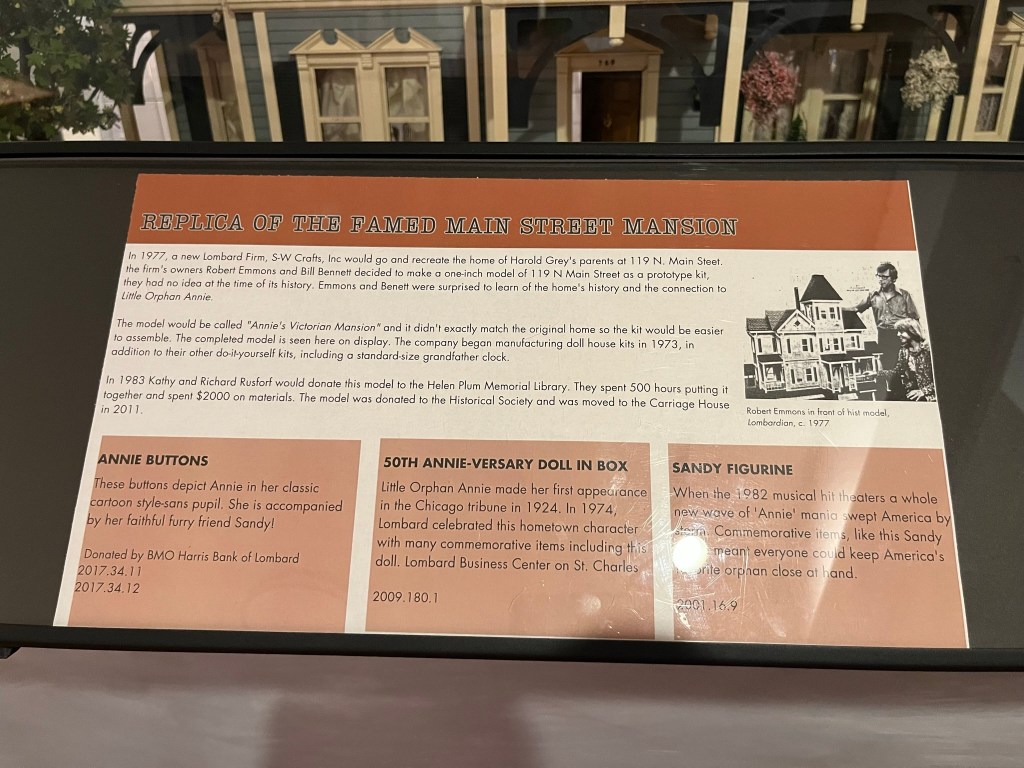 REPLICA OF THE FAMED MAIN STREET MANSION
In 1977, a new Lombard Firm, S-W Crafts, Inc would go and recreate the home of Harold Grey's parents at 119 N. Main Street.
the firm's owners Robert Emmons and Bill Bennett decided to make a one-inch model of 119 N Main Street as a prototype kit,
they had no idea at the time of its history. Emmons and Benett were surprised to learn of the home's history and the connection to
Little Orphan Annie.
The model would be called "Annie's Victorian Mansion" and it didn't exactly match the original home so the kit would be easier
to assemble. The completed model is seen here on display. The company began manufacturing doll house kits in 1973, in
addition to their other do-it-yourself kits, including a standard-size grandfather clock.
In 1983 Kathy and Richard Rusforf would donate this model to the Helen Plum Memorial Library. They spent 500 hours putting it
together and spent $2000 on materials. The model was donated to the Historical Society and was moved to the Carriage House
in 2011.
Robert Emmons in front of hist model,
Lombardian, c. 1977
ANNIE BUTTONS
These buttons depict Annie in her classic
cartoon style-sans pupil. She is accompanied
by her faithful furry friend Sandy!
Donated by BMO Harris Bank of Lombard
2017.34.11
2017.34.12
50TH ANNIE-VERSARY DOLL IN BOX
Little Orphan Annie made her first appearance
in the Chicago tribune in 1924. In 1974,
Lombard celebrated this hometown character
with many commemorative items including this
doll. Lombard Business Center on St. Charles
2009.180.1
SANDY FIGURINE
When the 1982 musical hit theaters a whole
new wave of 'Annie' mania swept America by
storm. Commemorative items, like this Sandy
meant everyone could keep America's
favorite orphan close at hand.
2001.16.9